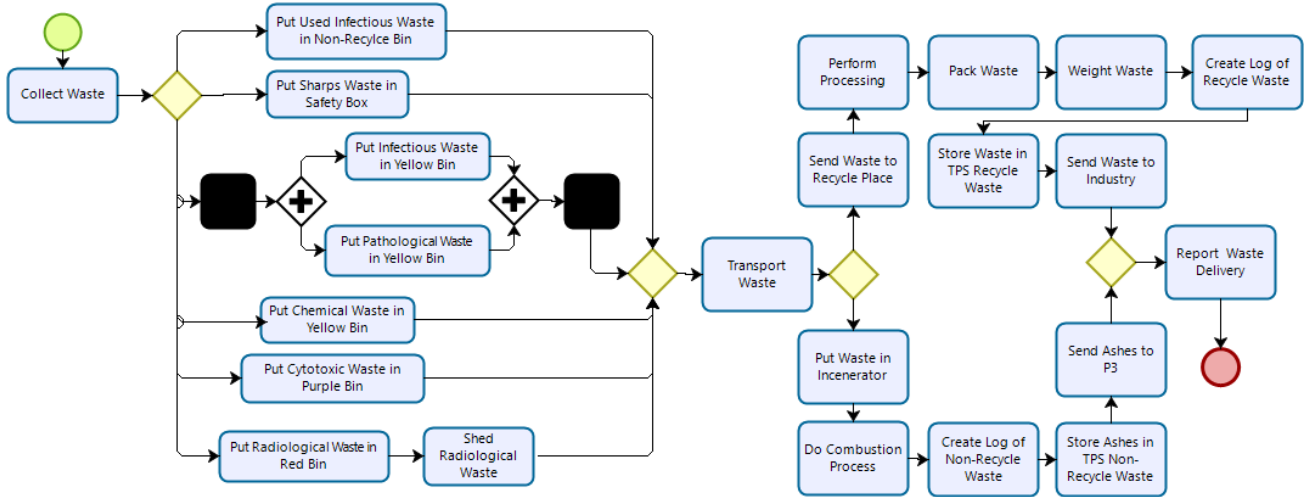 Collect Waste
Put Used Infectious Waste
in Non-Recylce Bin
Put Sharps Waste in
Safety Box
Put Infectious Waste
in Yellow Bin
Put Pathological Waste
in Yellow Bin
Put Chemical Waste in
Yellow Bin
Put Cytotoxic Waste in
Purple Bin
Put Radiological Waste in
Red Bin
Shed
Radiological
Waste
Transport
Waste
Send Waste to
Recycle Place
Perform
Processing
Pack Waste
Weight Waste
Create Log of
Recycle Waste
Store Waste in
TPS Recycle
Waste
Send Waste to
Industry
Put Waste in
Incenerator
Do Combustion
Process
Create Log of
Non-Recycle
Waste
Store Ashes in
TPS Non-
Recycle Waste
Send Ashes to
P3
Report Waste
Delivery